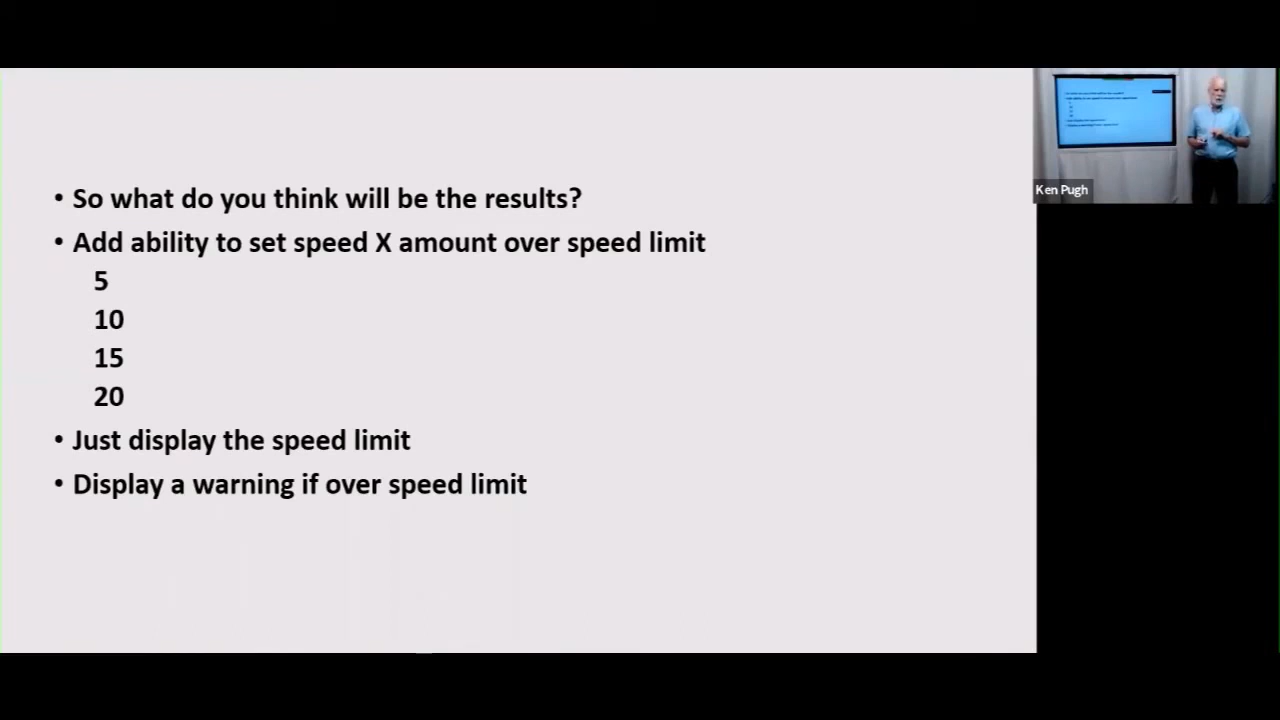 • So what do you think will be the results?
• Add ability to set speed X amount over speed limit
5
10
15
20
• Just display the speed limit
• Display a warning if over speed limit
Ken Pugh